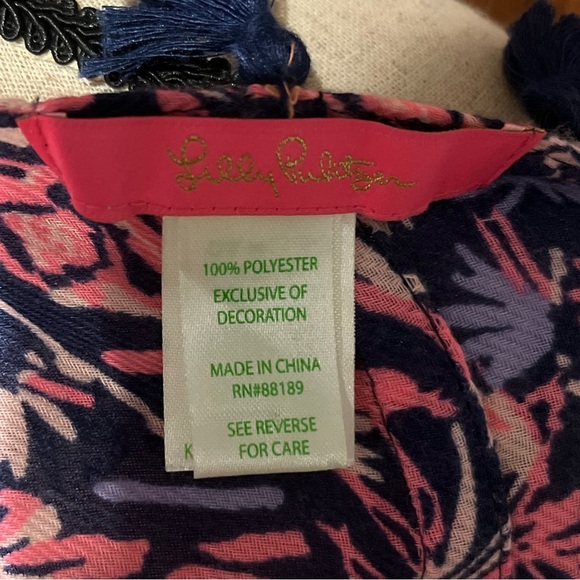 Lilly Pulitzer
100% POLYESTER
EXCLUSIVE OF
DECORATION
MADE IN CHINA
RN#88189
SEE REVERSE
FOR CARE
K